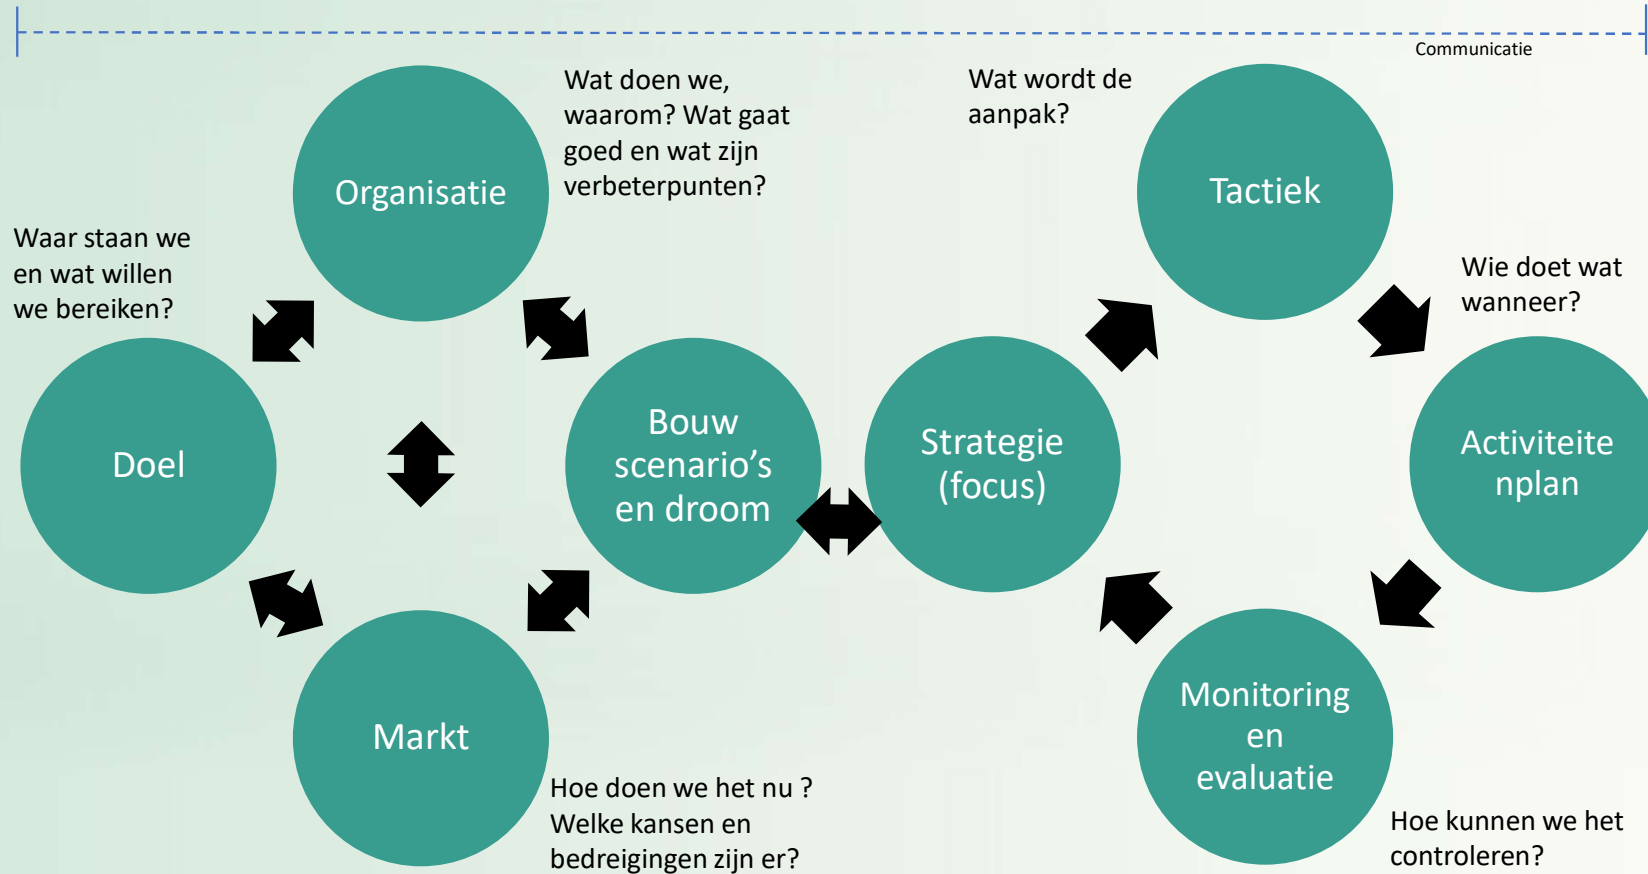 Communicatie
Wat doen we,
waarom? Wat gaat
goed en wat zijn
verbeterpunten?
Wat wordt de
aanpak?
Organisatie
Tactiek
Waar staan we
en wat willen
we bereiken?
Wie doet wat
wanneer?
Doel
Bouw
scenario’s
en droom
Strategie
(focus)
Activiteite
nplan
Markt
Monitoring
en
evaluatie
Hoe doen we het nu ?
Welke kansen en
bedreigingen zijn er?
Hoe kunnen we het
controleren?